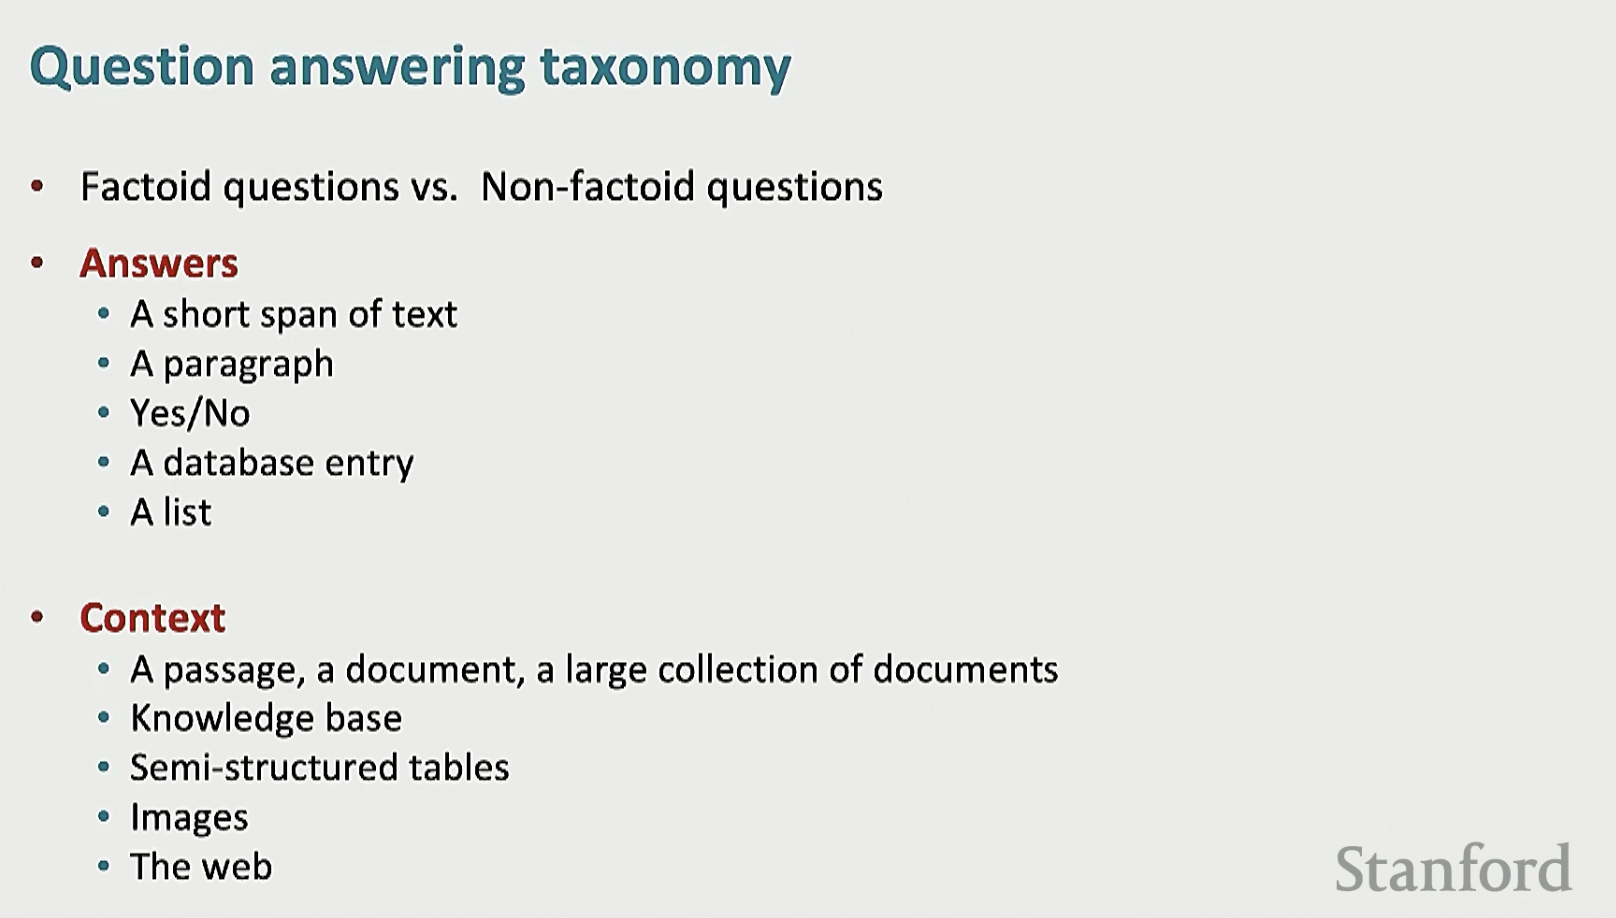 Question answering taxonomy
• Factoid questions vs. Non-factoid questions
• Answers
• A short span of text
• A paragraph
• Yes/No
• A database entry
• A list
• Context
• A passage, a document, a large collection of documents
• Knowledge base
• Semi-structured tables
• Images
• The web
Stanford